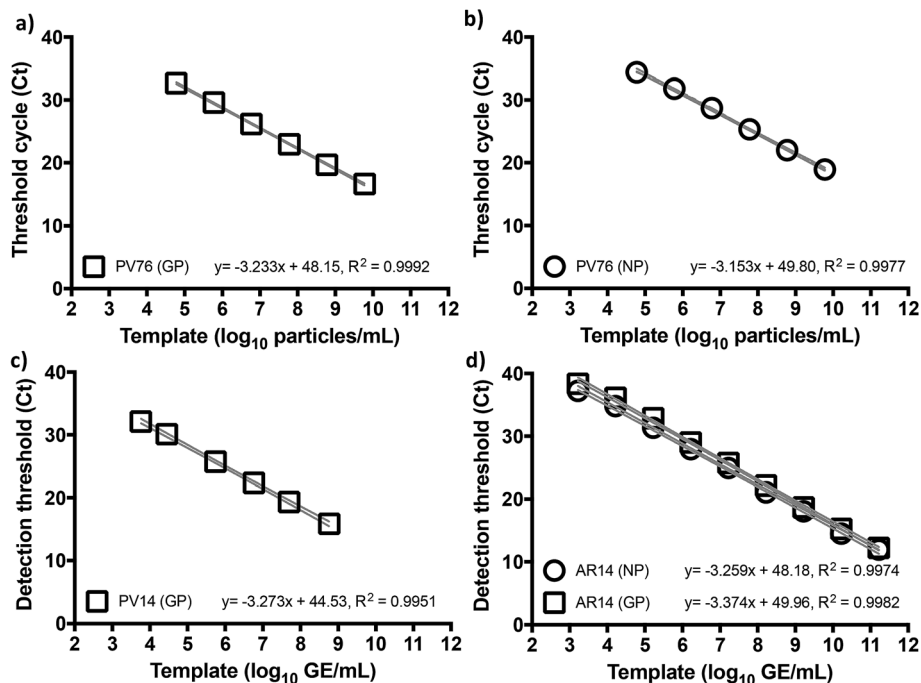 a)
Threshold cycle (Ct)
40
30
20
10
0
PV76 (GP) y= -3.233x + 48.15, R² = 0.9992
2 3 4 5 6 7 8 9 10 11 12
Template (log₁₀ particles/mL)
b)
Threshold cycle (Ct)
40
30
20
10
0
PV76 (NP) y= -3.153x + 49.80, R² = 0.9977
2 3 4 5 6 7 8 9 10 11 12
Template (log₁₀ particles/mL)
c)
Detection threshold (Ct)
40
30
20
10
0
PV14 (GP) y= -3.273x + 44.53, R² = 0.9951
2 3 4 5 6 7 8 9 10 11 12
Template (log₁₀ GE/mL)
d)
Detection threshold (Ct)
40
30
20
10
0
AR14 (NP) y= -3.259x + 48.18, R² = 0.9974
AR14 (GP) y= -3.374x + 49.96, R² = 0.9982
2 3 4 5 6 7 8 9 10 11 12
Template (log₁₀ GE/mL)